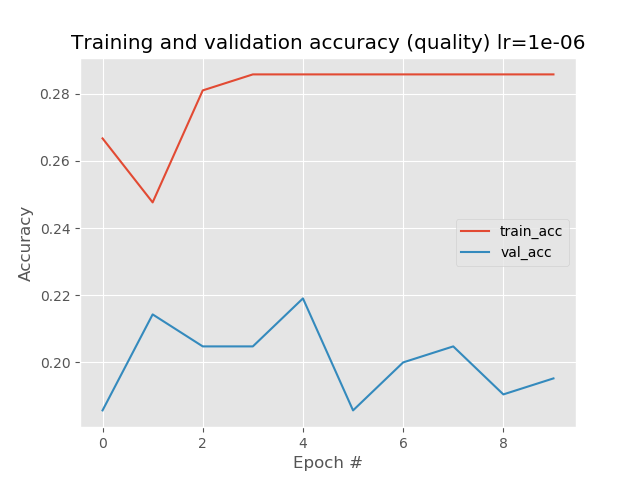 Training and validation accuracy (quality) lr=1e-06
0.28
0.26
0.24
0.22
0.20
Accuracy
train_acc
val_acc
0 2 4 6 8
Epoch #